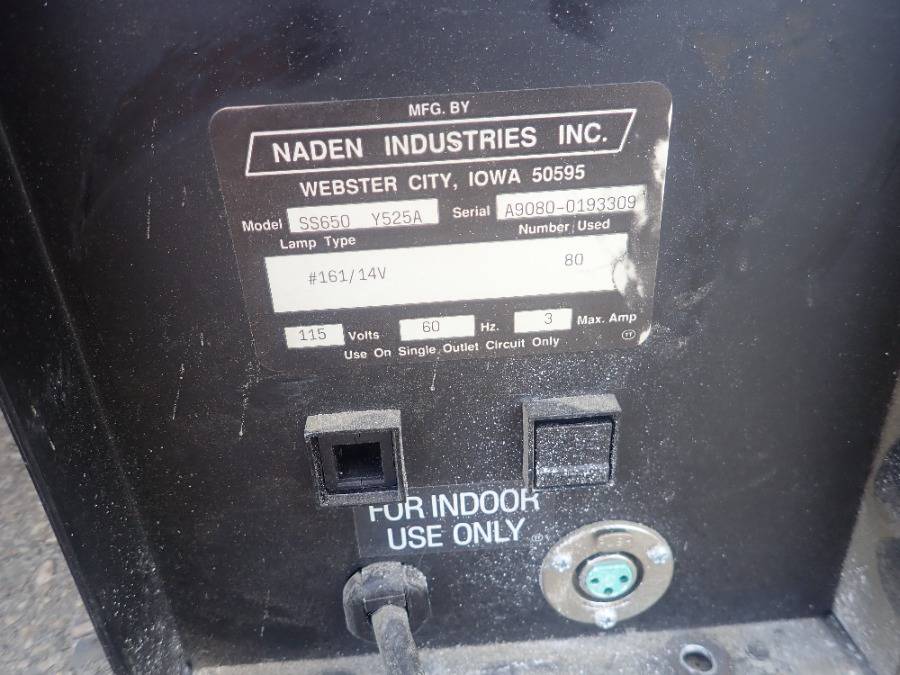 MFG. BY
NADEN INDUSTRIES INC.
WEBSTER CITY, IOWA 50595
Model SS650 Y525A Serial A9080-0193309
Lamp Type Number Used
#161/14V 80
115 Volts 60 Hz. 3 Max. Amp
Use On Single Outlet Circuit Only
FOR INDOOR
USE ONLY